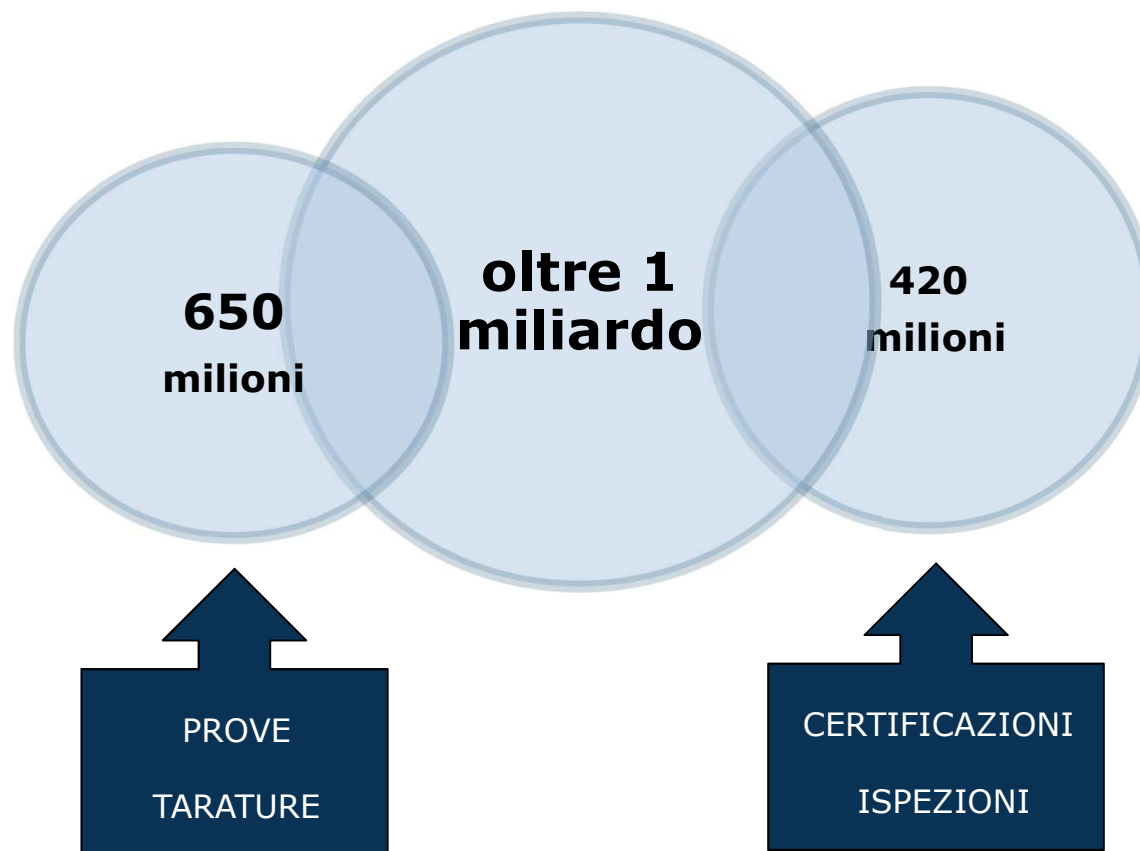 650
milioni
oltre 1
miliardo
420
milioni
PROVE
TARATURE
CERTIFICAZIONI
ISPEZIONI